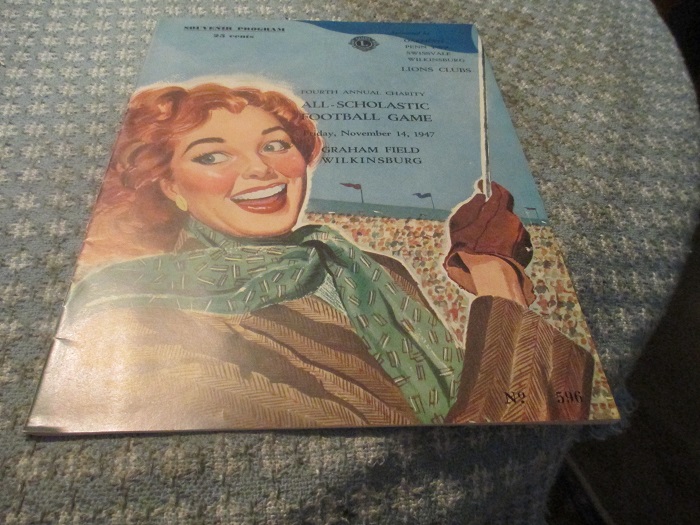 SOUVENIR PROGRAM
25 cents
PENN
SWISSVALE
WILKINSBURG
LIONS CLUBS
L
FOURTH ANNUAL CHARITY
ALL-SCHOLASTIC
FOOTBALL GAME
Friday, November 14, 1947
GRAHAM FIELD
WILKINSBURG
No 596